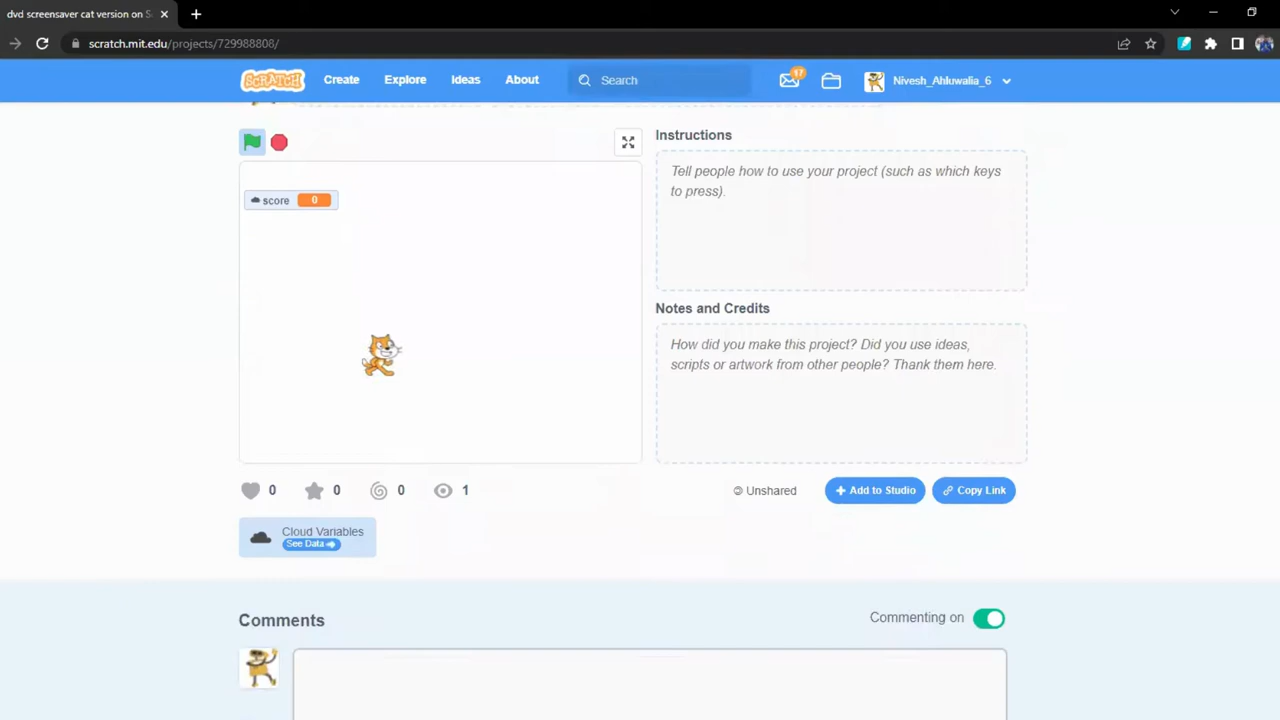 dvd screensaver cat version on S
scratch.mit.edu/projects/729988808/
SCRATCH
Create
Explore
Ideas
About
Search
17
Nivesh_Ahluwalia_6
Instructions
Tell people how to use your project (such as which keys
to press).
score 0
Notes and Credits
How did you make this project? Did you use ideas,
scripts or artwork from other people? Thank them here.
0
0
0
1
Unshared
Add to Studio
Copy Link
Cloud Variables
See Data
Comments
Commenting on